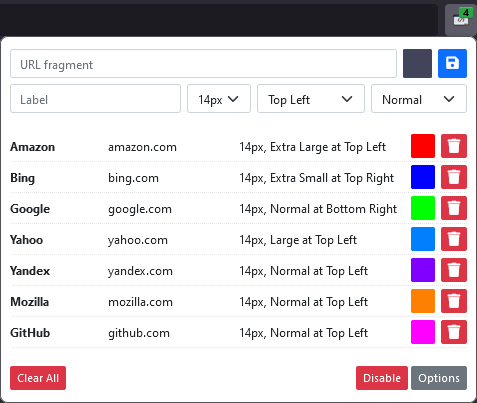 4
URL fragment
Label 14px Top Left Normal
Amazon amazon.com 14px, Extra Large at Top Left
Bing bing.com 14px, Extra Small at Top Right
Google google.com 14px, Normal at Bottom Right
Yahoo yahoo.com 14px, Large at Top Left
Yandex yandex.com 14px, Normal at Top Left
Mozilla mozilla.com 14px, Normal at Top Left
GitHub github.com 14px, Normal at Top Left
Clear All Disable Options